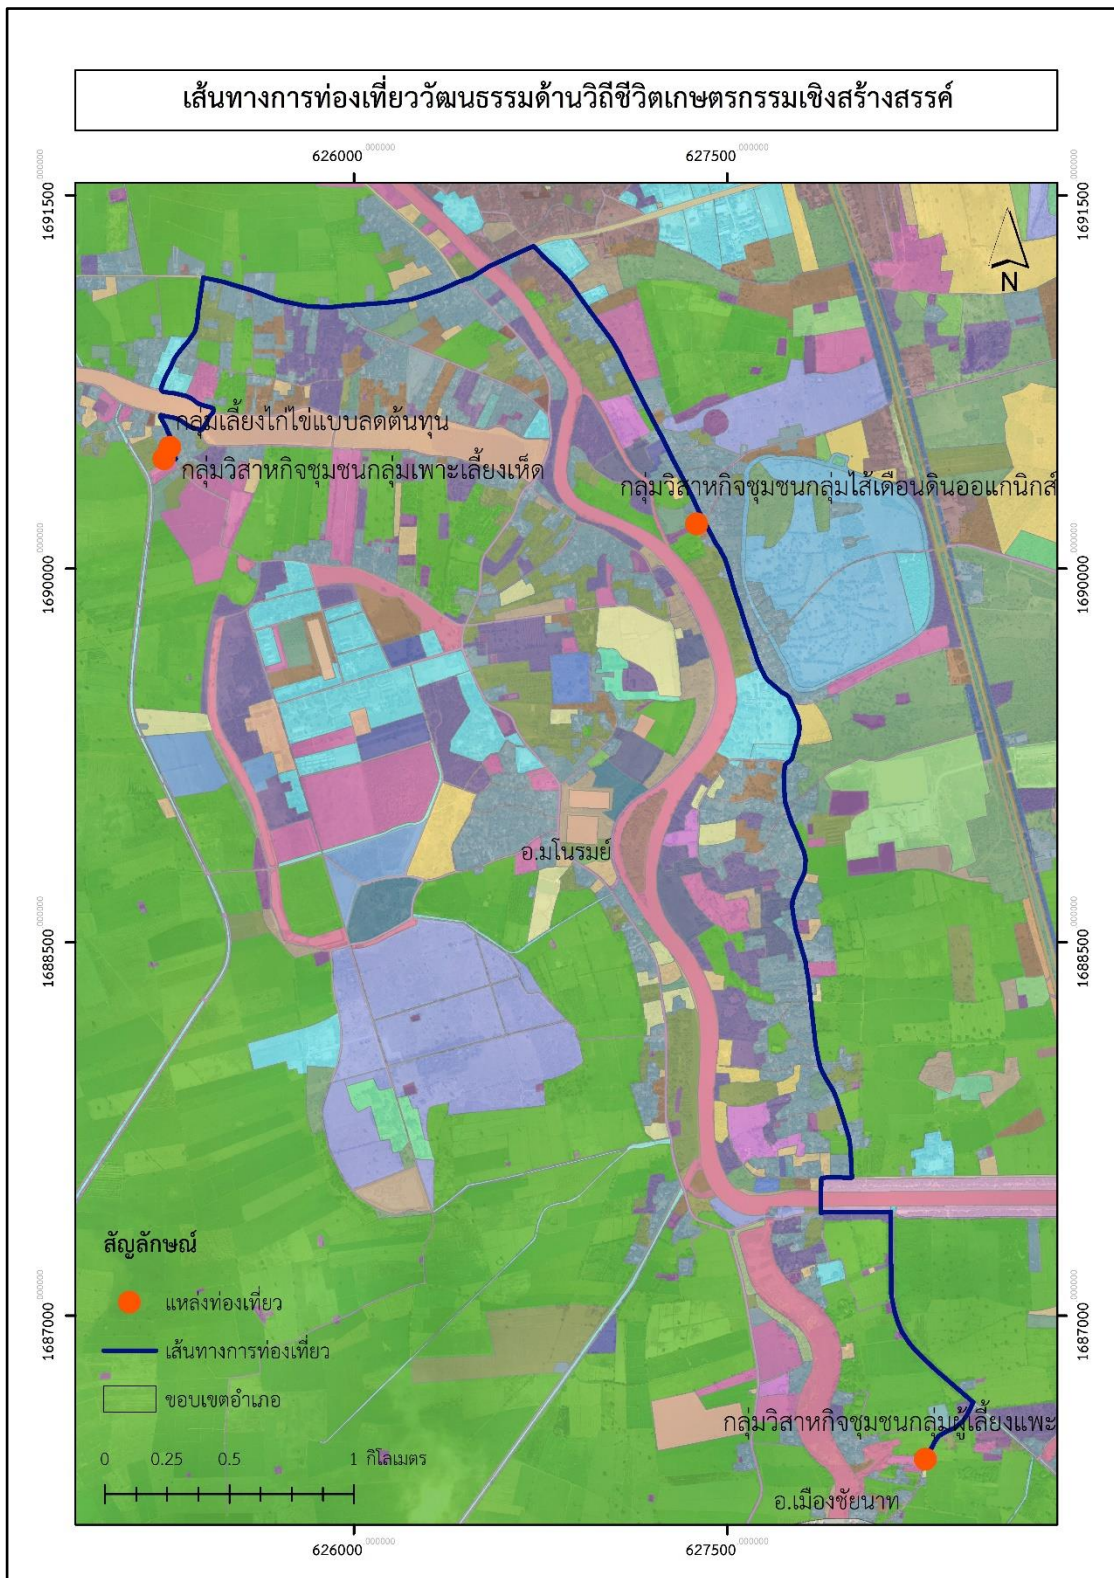 เส้นทางการท่องเที่ยววัฒนธรรมด้านวิถีชีวิตเกษตรกรรมเชิงสร้างสรรค์
626000.000000
627500.000000
1691500.000000
1691500.000000
N
กลุ่มเลี้ยงไก่ไข่แบบลดต้นทุน
กลุ่มวิสาหกิจชุมชนกลุ่มเพาะเลี้ยงเห็ด
กลุ่มวิสาหกิจชุมชนกลุ่มไส้เดือนดินออแกนิกส์
1690000.000000
1690000.000000
อ.มโนรมย์
1688500.000000
1688500.000000
สัญลักษณ์
แหล่งท่องเที่ยว
เส้นทางการท่องเที่ยว
ขอบเขตอำเภอ
1687000.000000
1687000.000000
กลุ่มวิสาหกิจชุมชนกลุ่มผู้เลี้ยงแพะ
0 0.25 0.5 1 กิโลเมตร
อ.เมืองชัยนาท
626000.000000
627500.000000